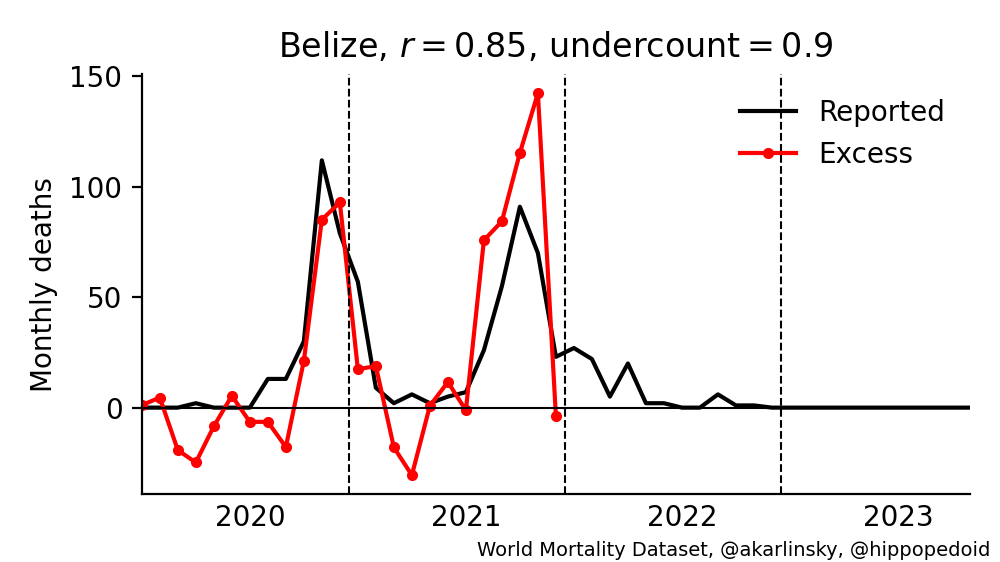 Belize, r = 0.85, undercount = 0.9
150
100
50
0
Monthly deaths
Reported
Excess
2020 2021 2022 2023
World Mortality Dataset, @akarlinsky, @hippopedoid